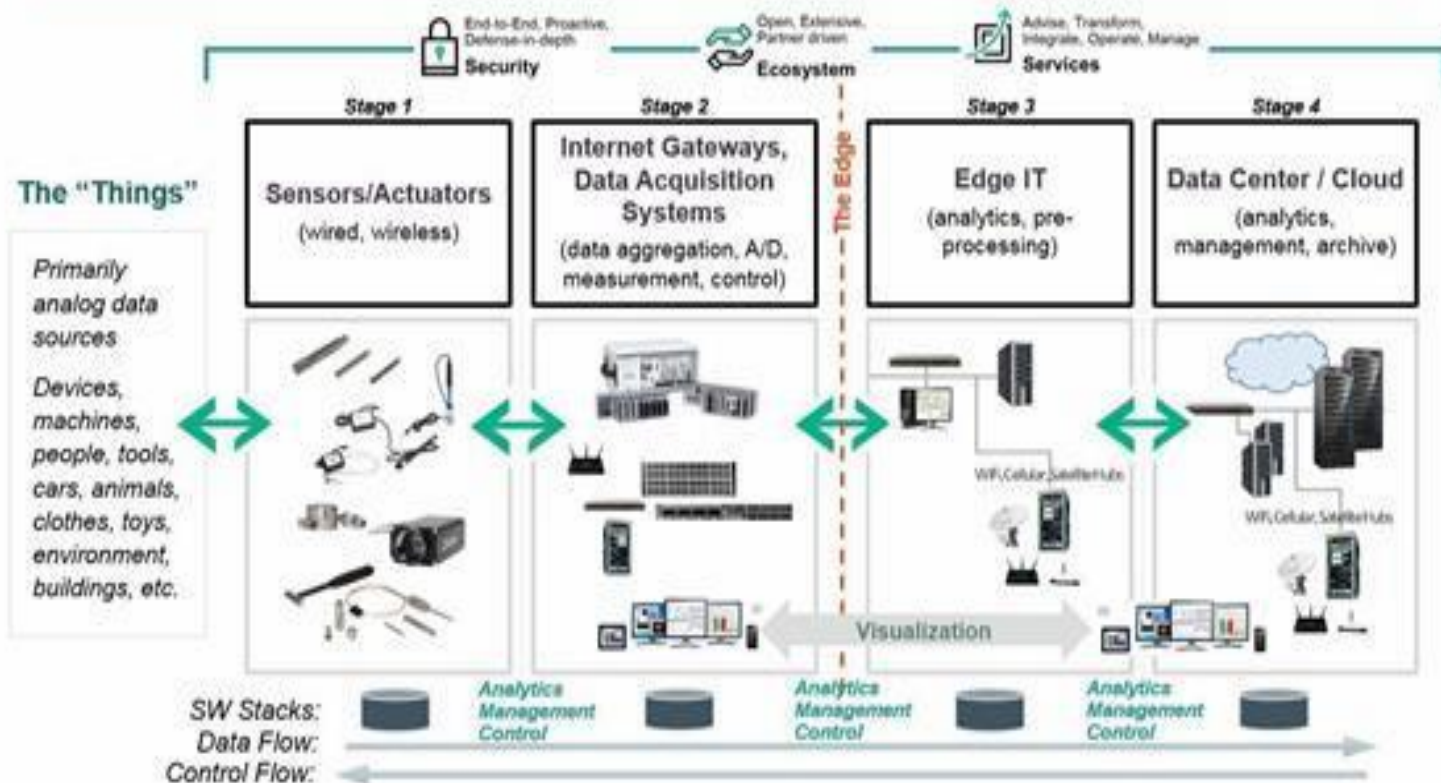 End-to-End, Proactive,
Defense-in-depth
Security
Open, Extensive,
Partner driven
Ecosystem
Advise, Transform,
Integrate, Operate, Manage
Services
Stage 1
Stage 2
Stage 3
Stage 4
The "Things"
Primarily
analog data
sources
Devices,
machines,
people, tools,
cars, animals,
clothes, toys,
environment,
buildings, etc.
Sensors/Actuators
(wired, wireless)
Internet Gateways,
Data Acquisition
Systems
(data aggregation, A/D,
measurement, control)
The Edge
Edge IT
(analytics, pre-
processing)
Data Center / Cloud
(analytics,
management, archive)
WiFi, Cellular, Satellite Hubs
WiFi, Cellular, Satellite Hubs
Visualization
SW Stacks:
Analytics
Management
Control
Analytics
Management
Control
Analytics
Management
Control
Data Flow:
Control Flow: